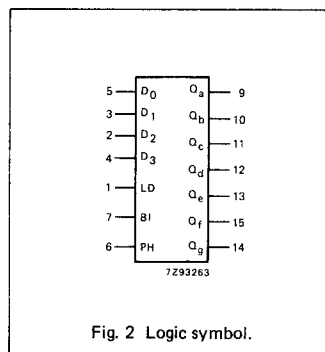 5 D0 Qa 9
3 D1 Qb 10
2 D2 Qc 11
4 D3 Qd 12
1 LD Qe 13
7 BI Qf 15
6 PH Qg 14
7Z93263
Fig. 2 Logic symbol.